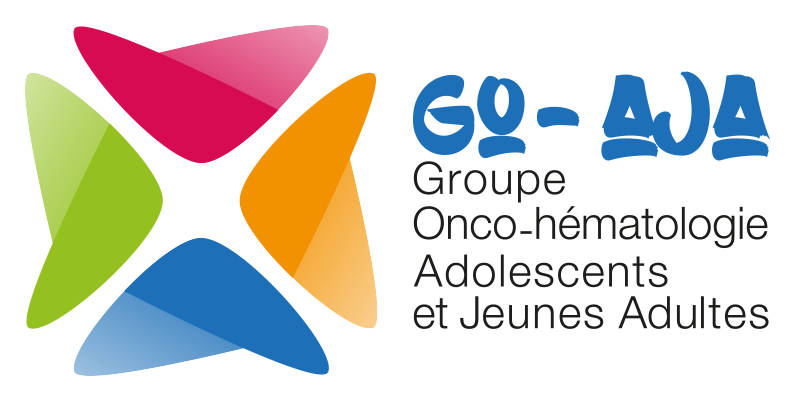 GO-AJA
Groupe
Onco-hématologie
Adolescents
et Jeunes Adultes